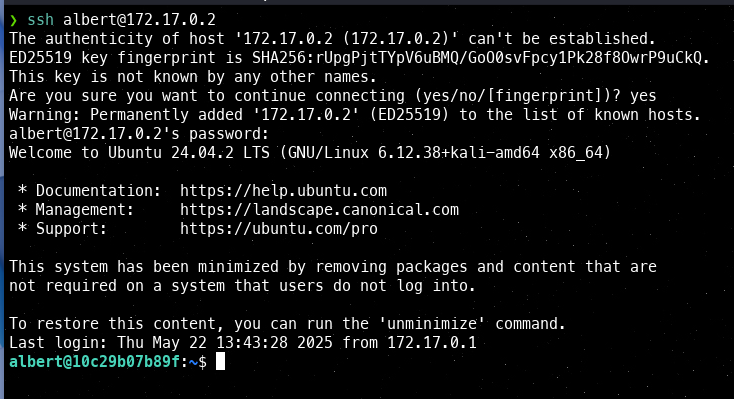 ❯ ssh albert@172.17.0.2
The authenticity of host '172.17.0.2 (172.17.0.2)' can't be established.
ED25519 key fingerprint is SHA256:rUpgPjtTYpV6uBMQ/GoO0svFpcy1Pk28f8OwrP9uCkQ.
This key is not known by any other names.
Are you sure you want to continue connecting (yes/no/[fingerprint])? yes
Warning: Permanently added '172.17.0.2' (ED25519) to the list of known hosts.
albert@172.17.0.2's password:
Welcome to Ubuntu 24.04.2 LTS (GNU/Linux 6.12.38+kali-amd64 x86_64)
* Documentation:  https://help.ubuntu.com
* Management:     https://landscape.canonical.com
* Support:        https://ubuntu.com/pro
This system has been minimized by removing packages and content that are
not required on a system that users do not log into.
To restore this content, you can run the 'unminimize' command.
Last login: Thu May 22 13:43:28 2025 from 172.17.0.1
albert@10c29b07b89f:~$